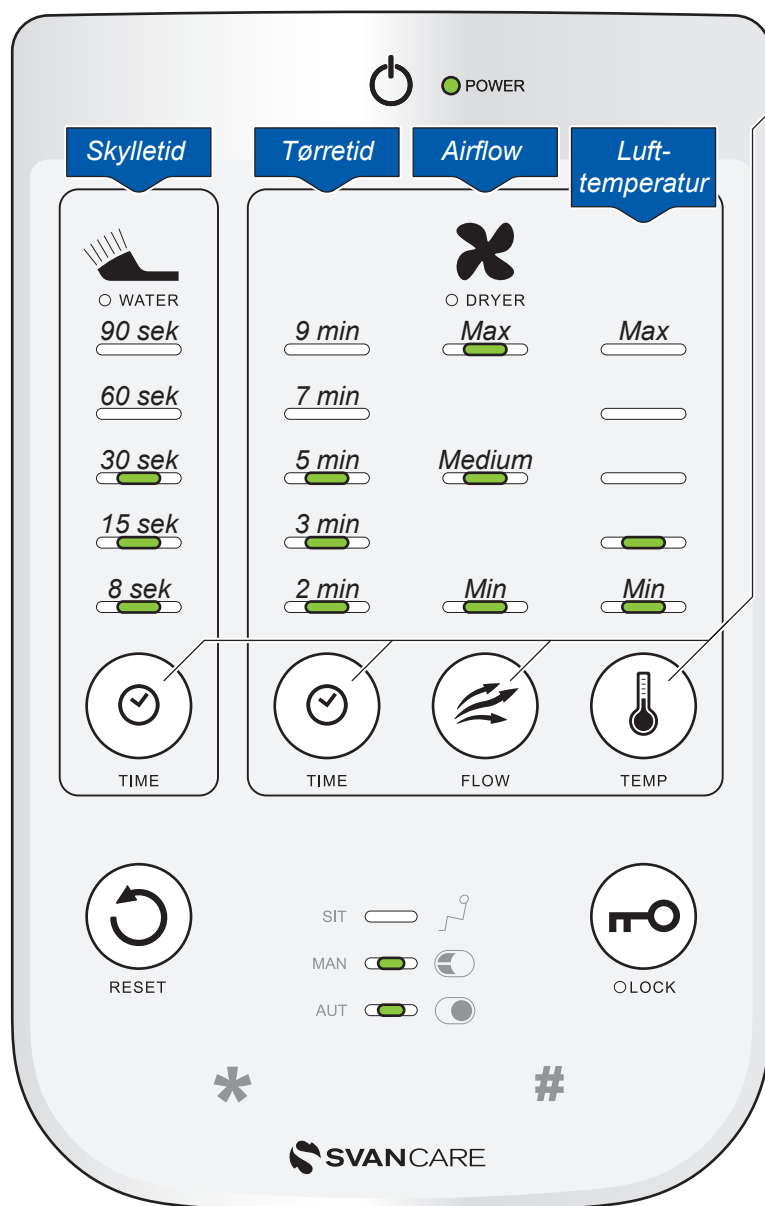 POWER
Skylletid
Tørretid
Airflow
Luft-
temperatur
WATER
DRYER
90 sek
9 min
Max
Max
60 sek
7 min
30 sek
5 min
Medium
15 sek
3 min
8 sek
2 min
Min
Min
TIME
TIME
FLOW
TEMP
RESET
SIT
MAN
AUT
LOCK
*
#
SVANCARE